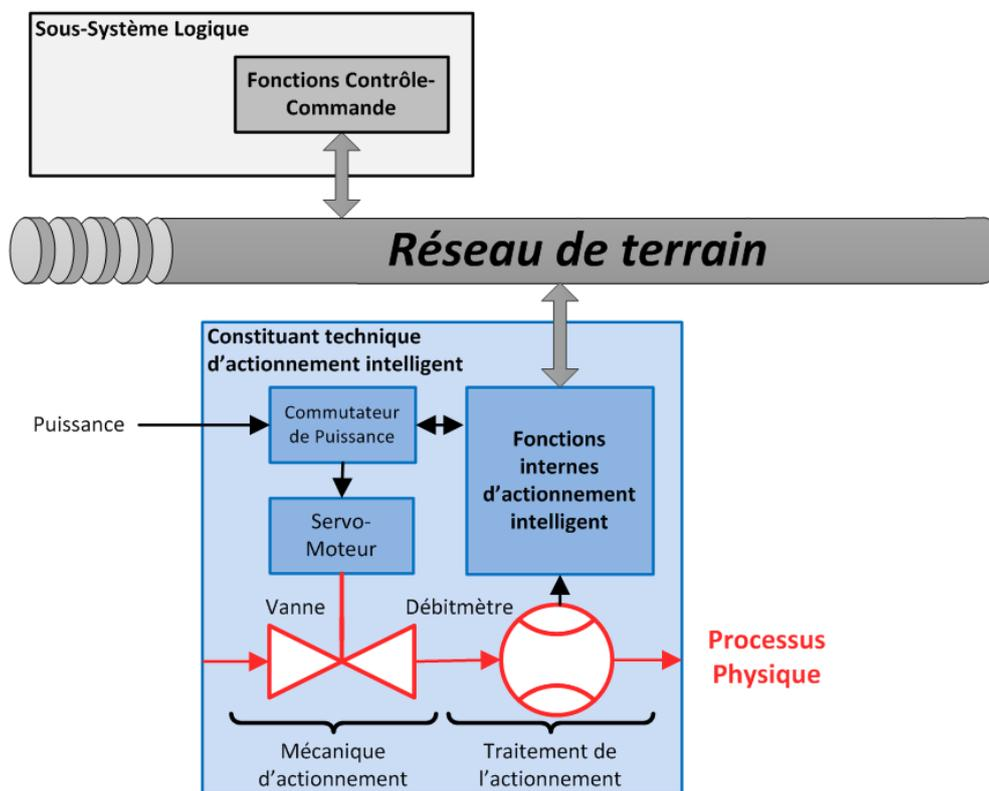 Sous-Système Logique
Fonctions Contrôle-
Commande
Réseau de terrain
Constituant technique
d'actionnement intelligent
Puissance
Commutateur
de Puissance
Fonctions
internes
d'actionnement
intelligent
Servo-
Moteur
Vanne
Débitmètre
Processus
Physique
Mécanique
d'actionnement
Traitement de
l'actionnement